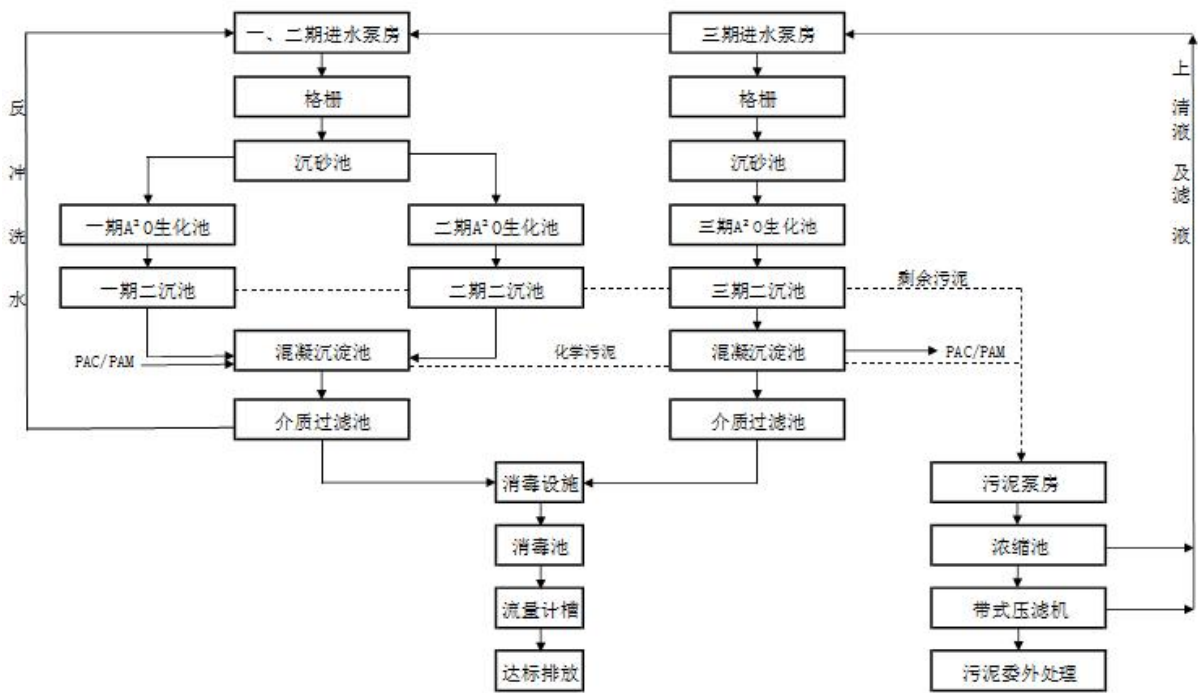 一、二期进水泵房
三期进水泵房
格栅
格栅
沉砂池
沉砂池
一期A²O生化池
二期A²O生化池
三期A²O生化池
一期二沉池
二期二沉池
三期二沉池
剩余污泥
混凝沉淀池
化学污泥
混凝沉淀池
PAC/PAM
PAC/PAM
介质过滤池
介质过滤池
消毒设施
污泥泵房
消毒池
浓缩池
流量计槽
带式压滤机
达标排放
污泥委外处理
反冲洗水
上清液及滤液